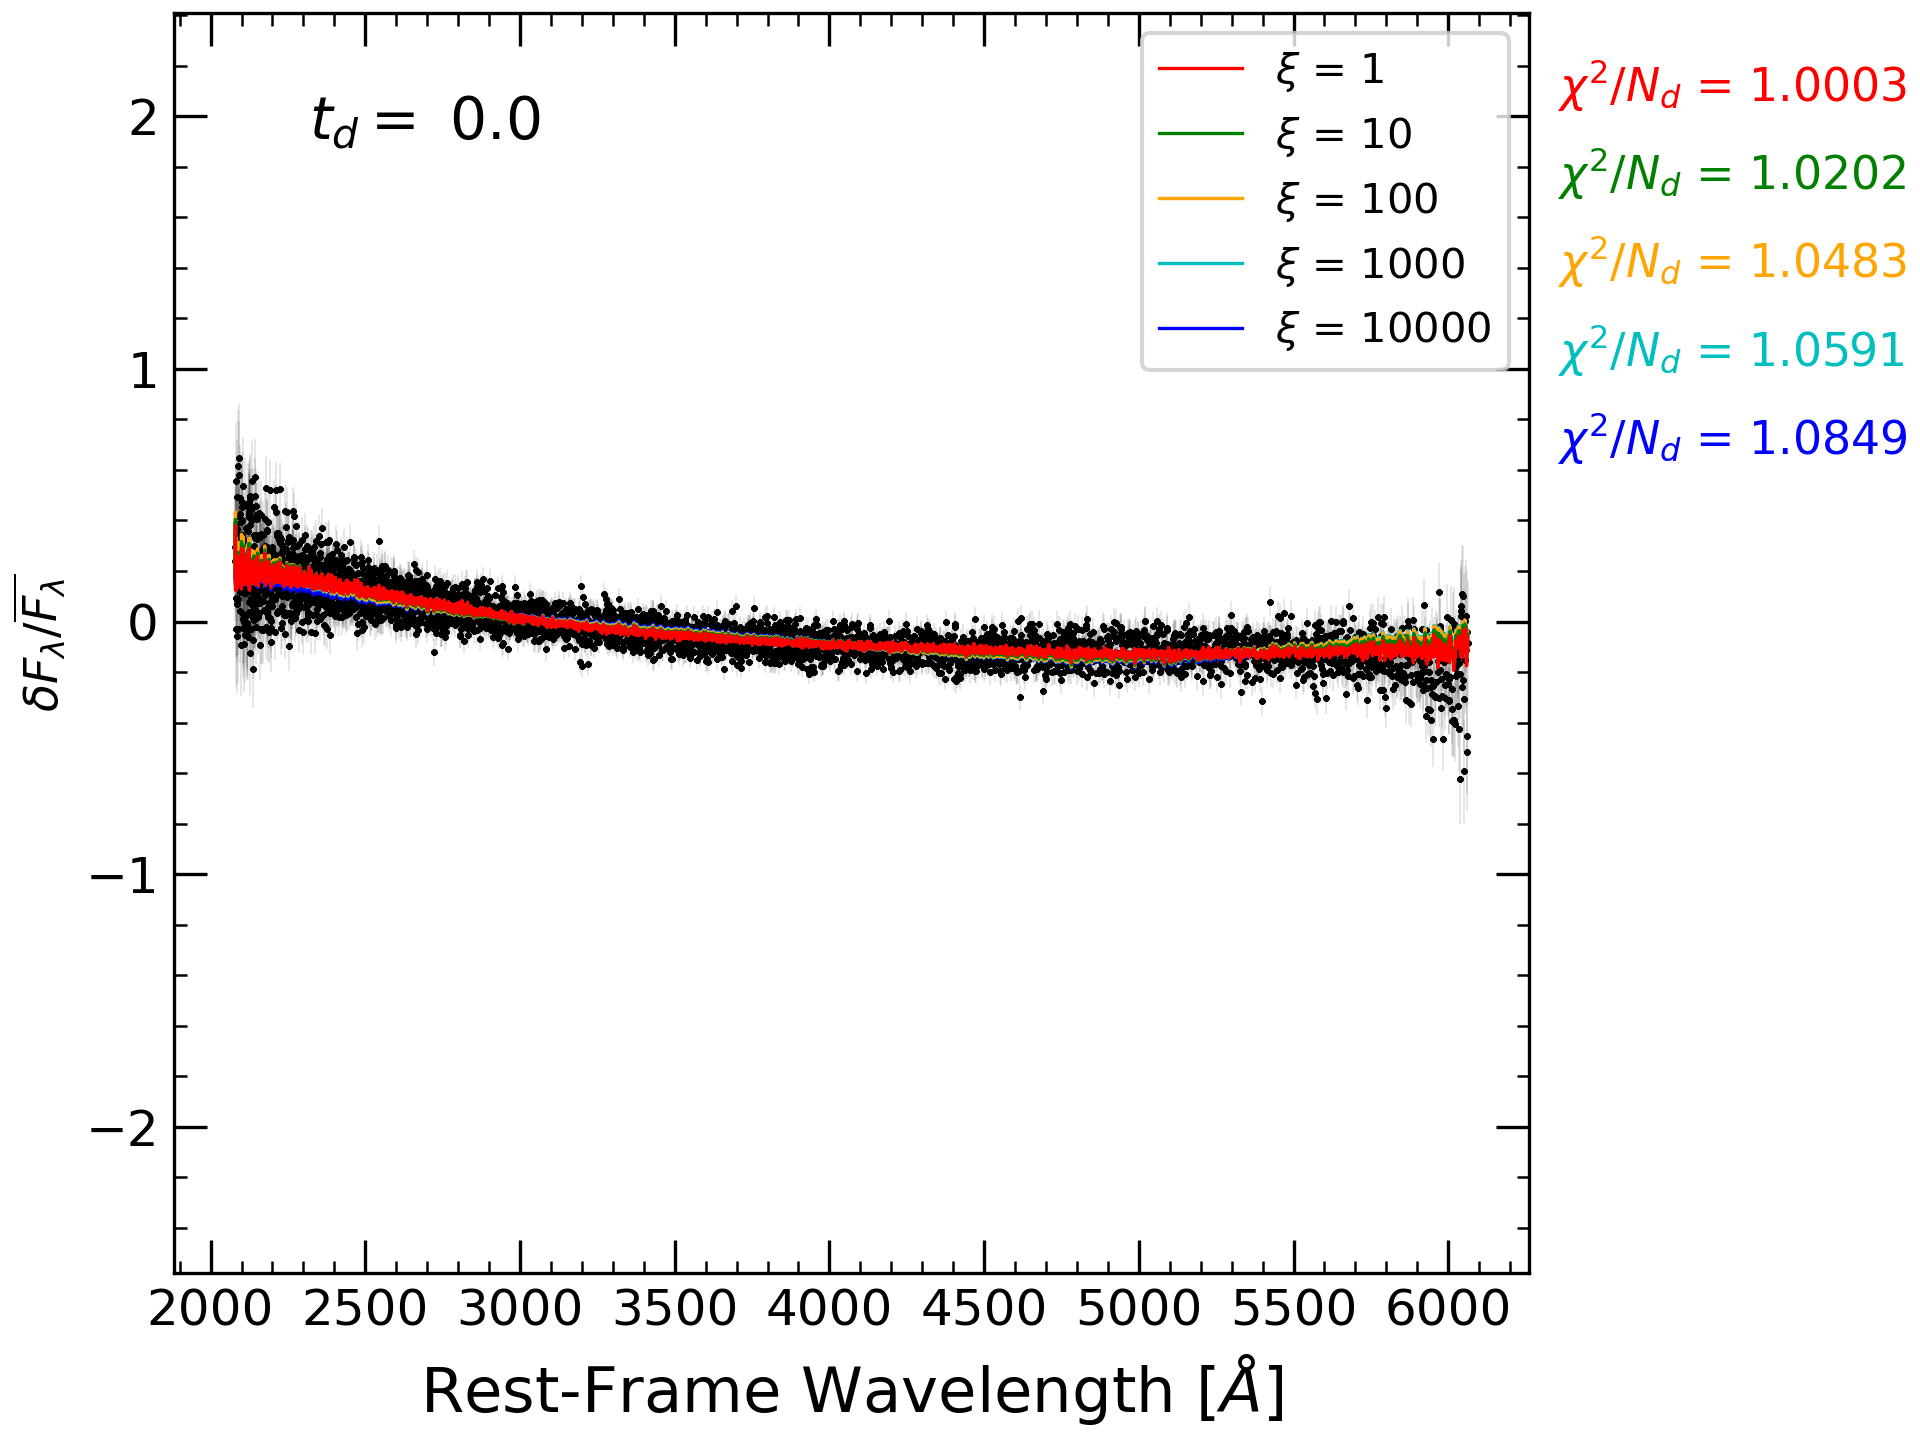 t_d = 0.0
ξ = 1
ξ = 10
ξ = 100
ξ = 1000
ξ = 10000
χ²/N_d = 1.0003
χ²/N_d = 1.0202
χ²/N_d = 1.0483
χ²/N_d = 1.0591
χ²/N_d = 1.0849
2
1
0
−1
−2
δF_λ/F̅_λ
2000 2500 3000 3500 4000 4500 5000 5500 6000
Rest-Frame Wavelength [Å]